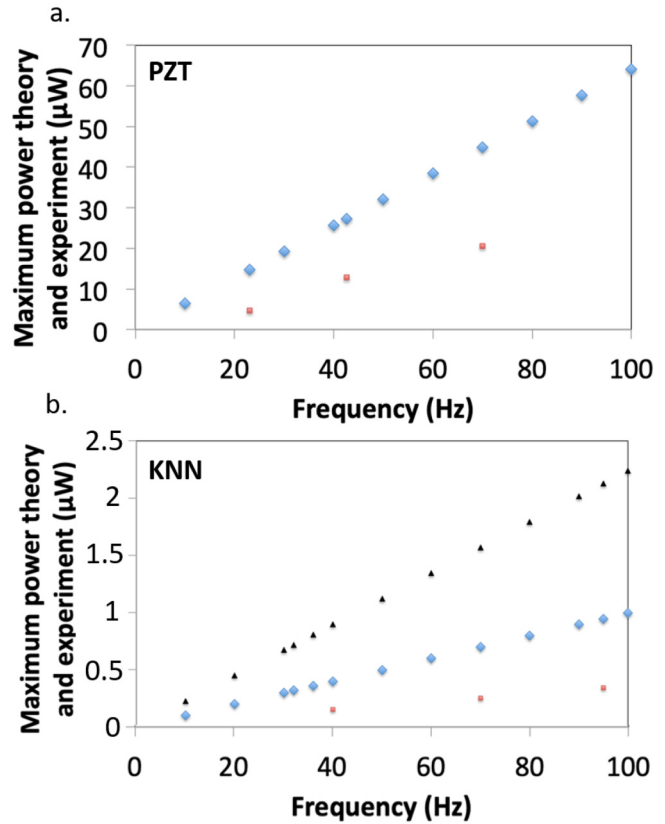 a.
Maximum power theory
and experiment (µW)
70
60
50
40
30
20
10
0
PZT
0 20 40 60 80 100
Frequency (Hz)
b.
Maximum power theory
and experiment (µW)
2.5
2
1.5
1
0.5
0
KNN
0 20 40 60 80 100
Frequency (Hz)